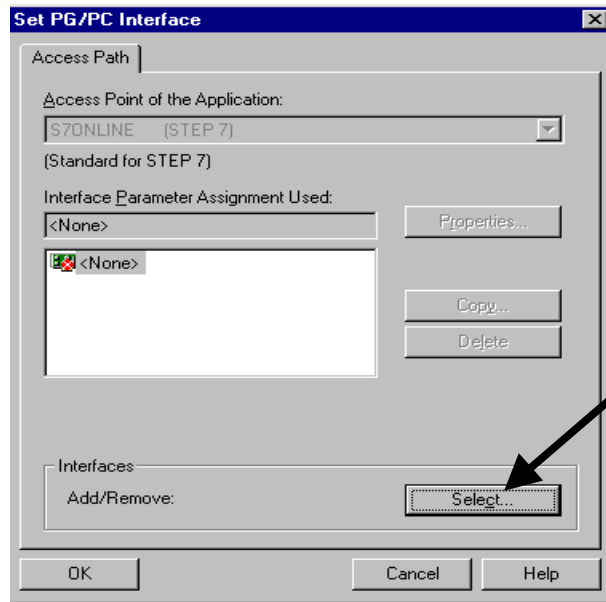 Set PG/PC Interface
Access Path
Access Point of the Application:
S7ONLINE (STEP 7)
(Standard for STEP 7)
Interface Parameter Assignment Used:
<None>
Properties...
<None>
Copy...
Delete
Interfaces
Add/Remove:
Select...
OK
Cancel
Help